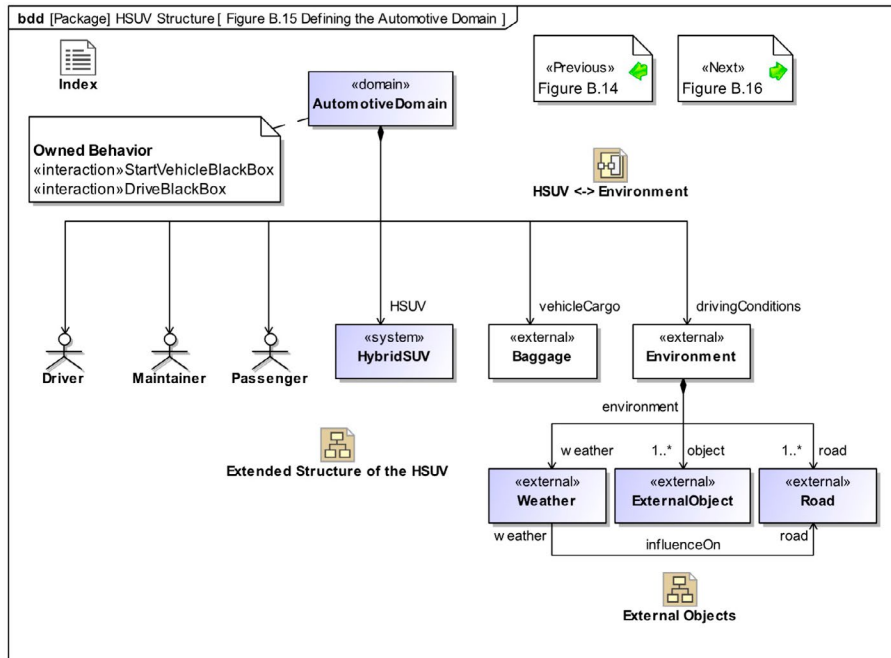 bdd [Package] HSUV Structure [ Figure B.15 Defining the Automotive Domain ]
Index
«domain»
AutomotiveDomain
«Previous»
Figure B.14
«Next»
Figure B.16
Owned Behavior
«interaction»StartVehicleBlackBox
«interaction»DriveBlackBox
HSUV <-> Environment
HSUV
vehicleCargo
drivingConditions
Driver
Maintainer
Passenger
«system»
HybridSUV
«external»
Baggage
«external»
Environment
environment
weather
1..* object
1..* road
Extended Structure of the HSUV
«external»
Weather
«external»
ExternalObject
«external»
Road
weather
influenceOn
road
External Objects